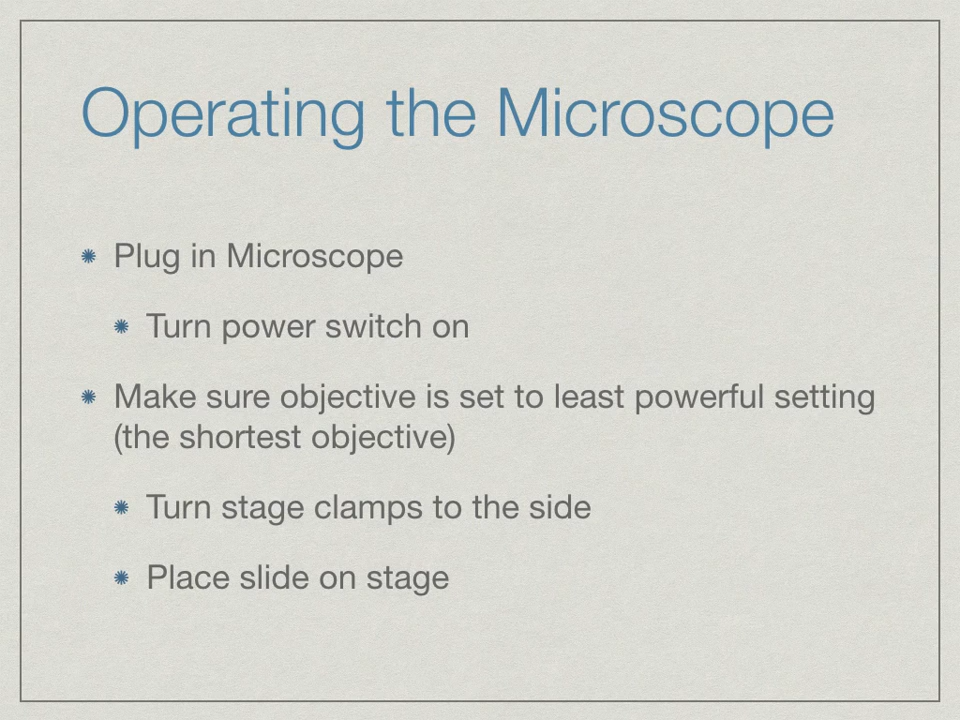 Operating the Microscope
Plug in Microscope
Turn power switch on
Make sure objective is set to least powerful setting
(the shortest objective)
Turn stage clamps to the side
Place slide on stage